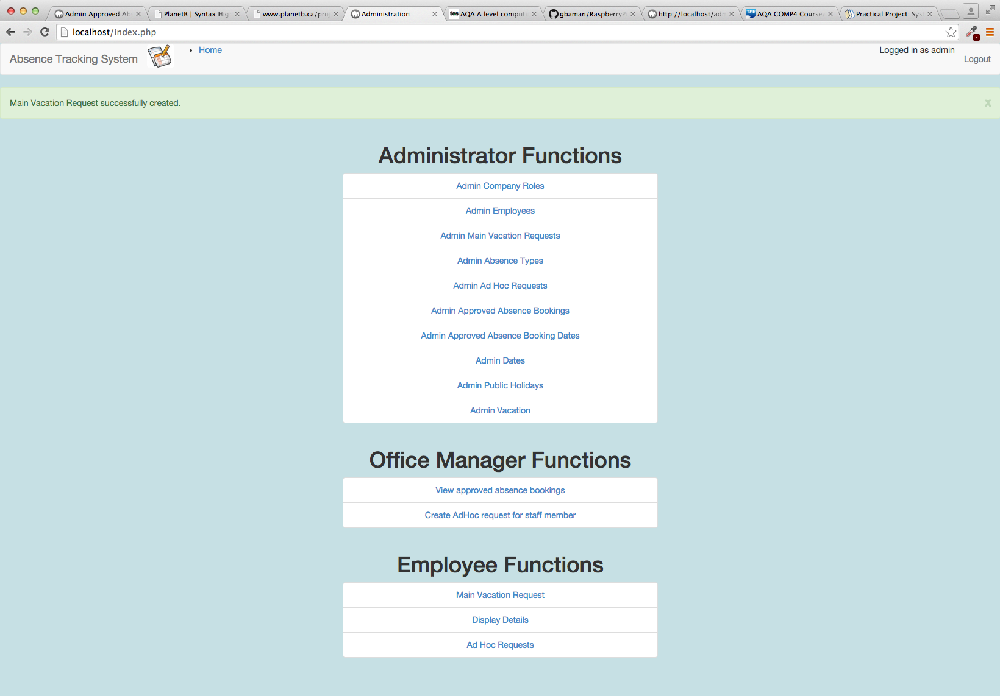 Admin Approved Ab
PlanetB | Syntax Hig
www.planetb.ca/pro
Administration
tes AQA A level comput
gbaman/RaspberryP
http://localhost/adm
TSR AQA COMP4 Coursew
Practical Project: Sys
localhost/index.php
Absence Tracking System
Home
Logged in as admin
Logout
Main Vacation Request successfully created.
x
Administrator Functions
Admin Company Roles
Admin Employees
Admin Main Vacation Requests
Admin Absence Types
Admin Ad Hoc Requests
Admin Approved Absence Bookings
Admin Approved Absence Booking Dates
Admin Dates
Admin Public Holidays
Admin Vacation
Office Manager Functions
View approved absence bookings
Create AdHoc request for staff member
Employee Functions
Main Vacation Request
Display Details
Ad Hoc Requests